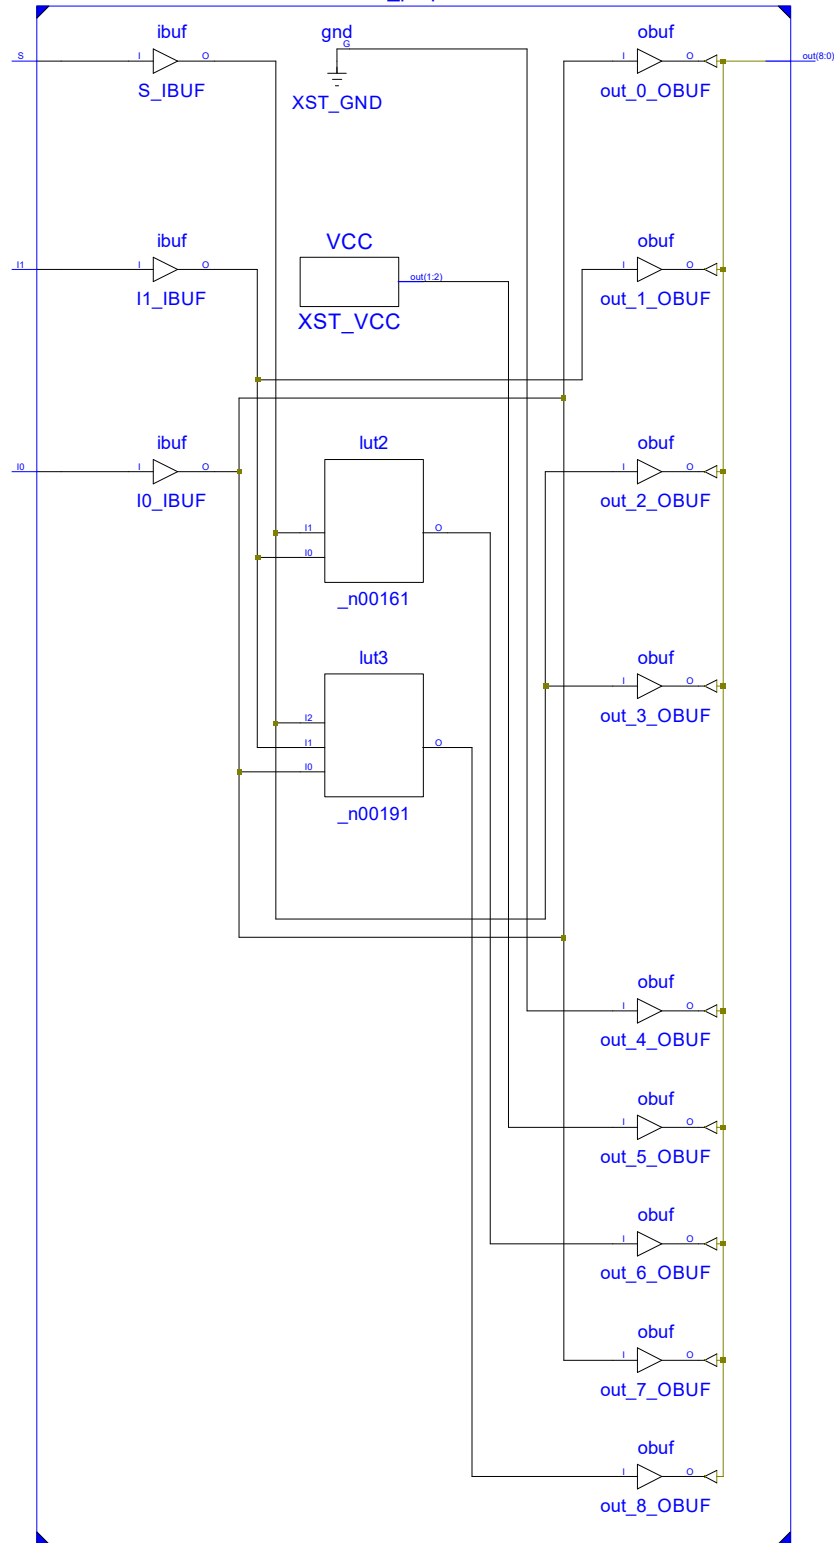 ibuf
gnd
obuf
S
I
O
G
I
O
out(8:0)
S_IBUF
XST_GND
out_0_OBUF
ibuf
VCC
obuf
I1
I
O
out(1:2)
I
O
I1_IBUF
XST_VCC
out_1_OBUF
ibuf
lut2
obuf
I0
I
O
I
O
I0_IBUF
out_2_OBUF
I1
O
I0
_n00161
lut3
obuf
I
O
out_3_OBUF
I2
I1
O
I0
_n00191
obuf
I
O
out_4_OBUF
obuf
I
O
out_5_OBUF
obuf
I
O
out_6_OBUF
obuf
I
O
out_7_OBUF
obuf
I
O
out_8_OBUF